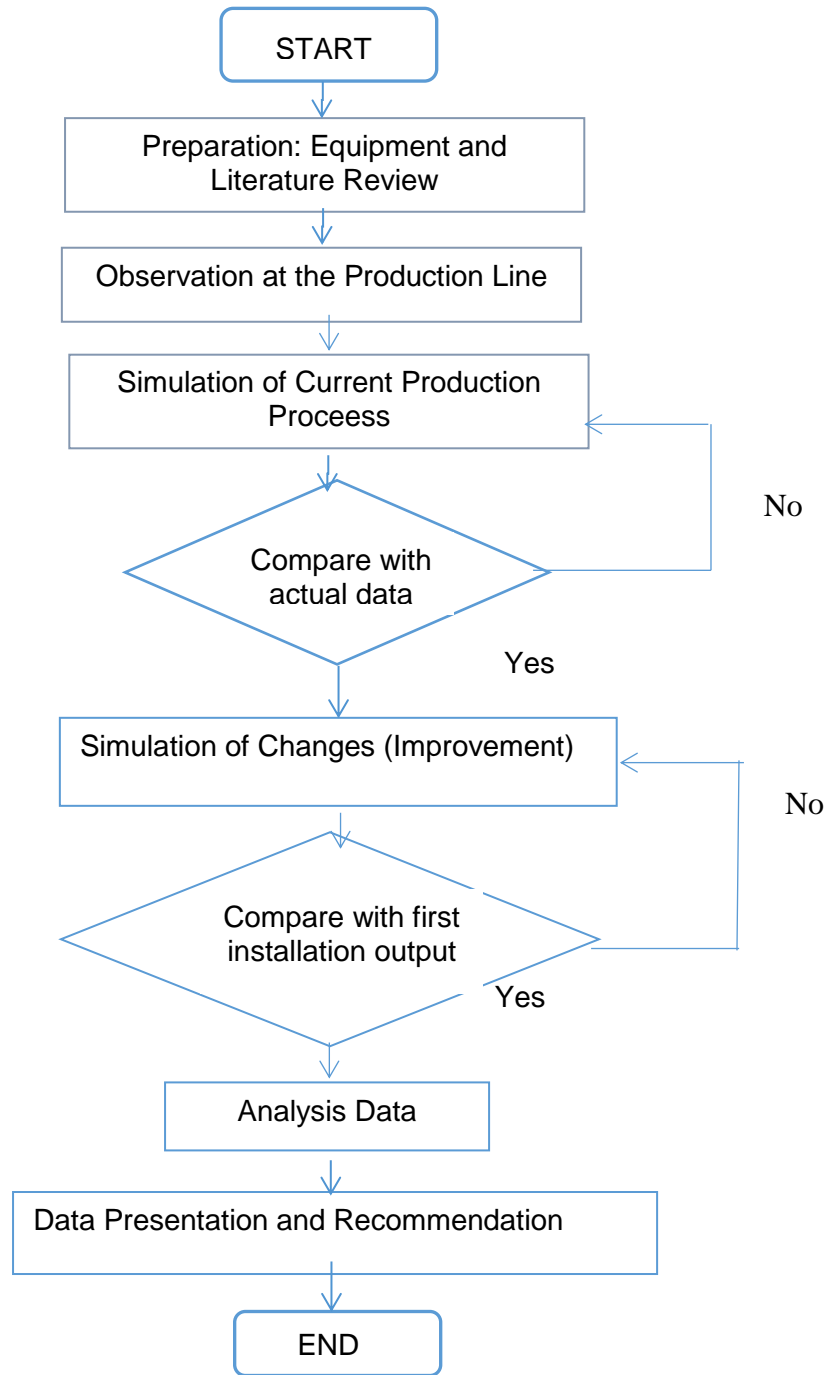 START
Preparation: Equipment and
Literature Review
Observation at the Production Line
Simulation of Current Production
Proceess
No
Compare with
actual data
Yes
Simulation of Changes (Improvement)
No
Compare with first
installation output
Yes
Analysis Data
Data Presentation and Recommendation
END